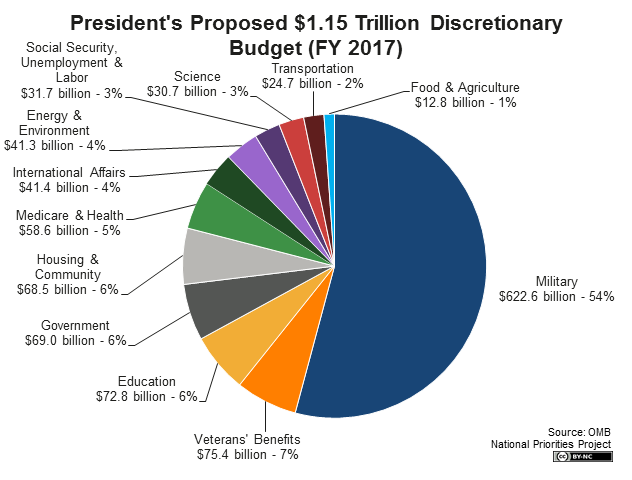 President's Proposed $1.15 Trillion Discretionary
Budget (FY 2017)
Social Security,
Unemployment &
Labor
$31.7 billion - 3%
Science
$30.7 billion - 3%
Transportation
$24.7 billion - 2%
Food & Agriculture
$12.8 billion - 1%
Energy &
Environment
$41.3 billion - 4%
International Affairs
$41.4 billion - 4%
Medicare & Health
$58.6 billion - 5%
Housing &
Community
$68.5 billion - 6%
Military
$622.6 billion - 54%
Government
$69.0 billion - 6%
Education
$72.8 billion - 6%
Veterans' Benefits
$75.4 billion - 7%
Source: OMB
National Priorities Project
cc BY-NC